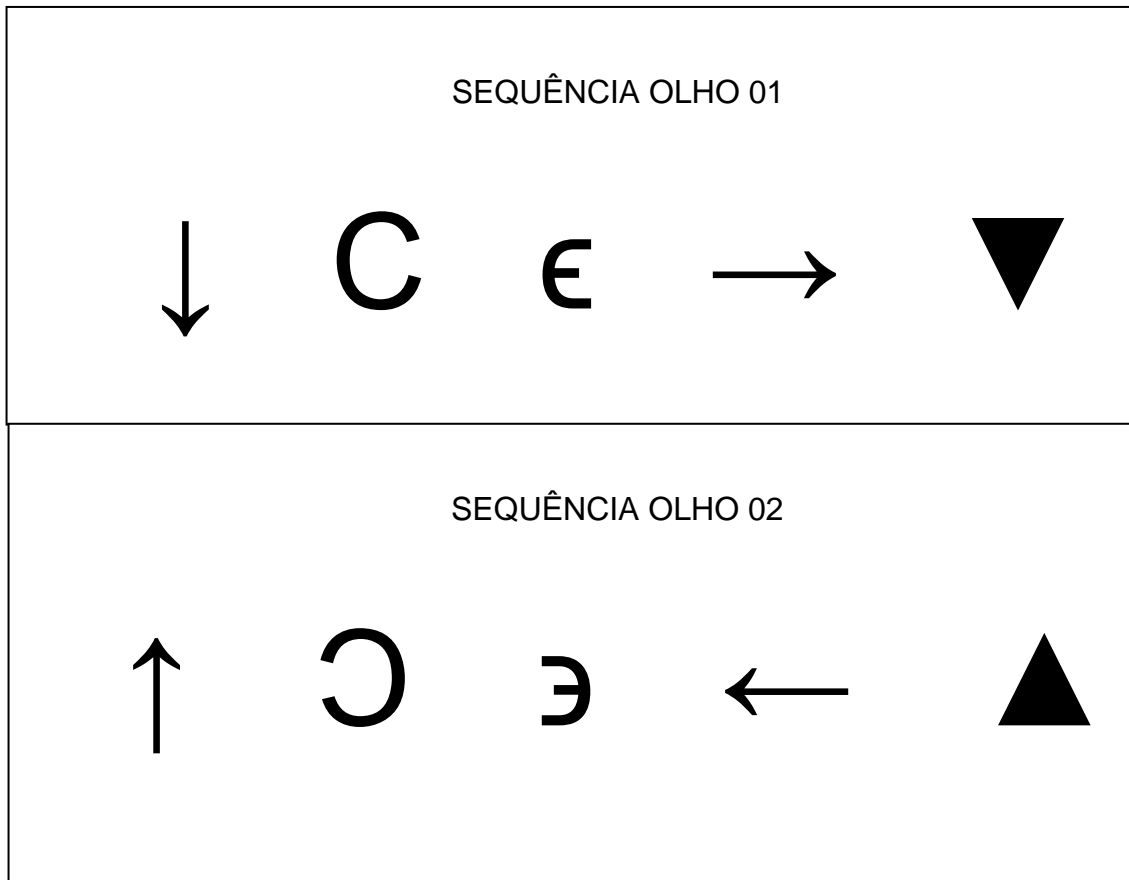 SEQUÊNCIA OLHO 01
↓ C ϵ → ▼
SEQUÊNCIA OLHO 02
↑ Ɔ ϶ ← ▲